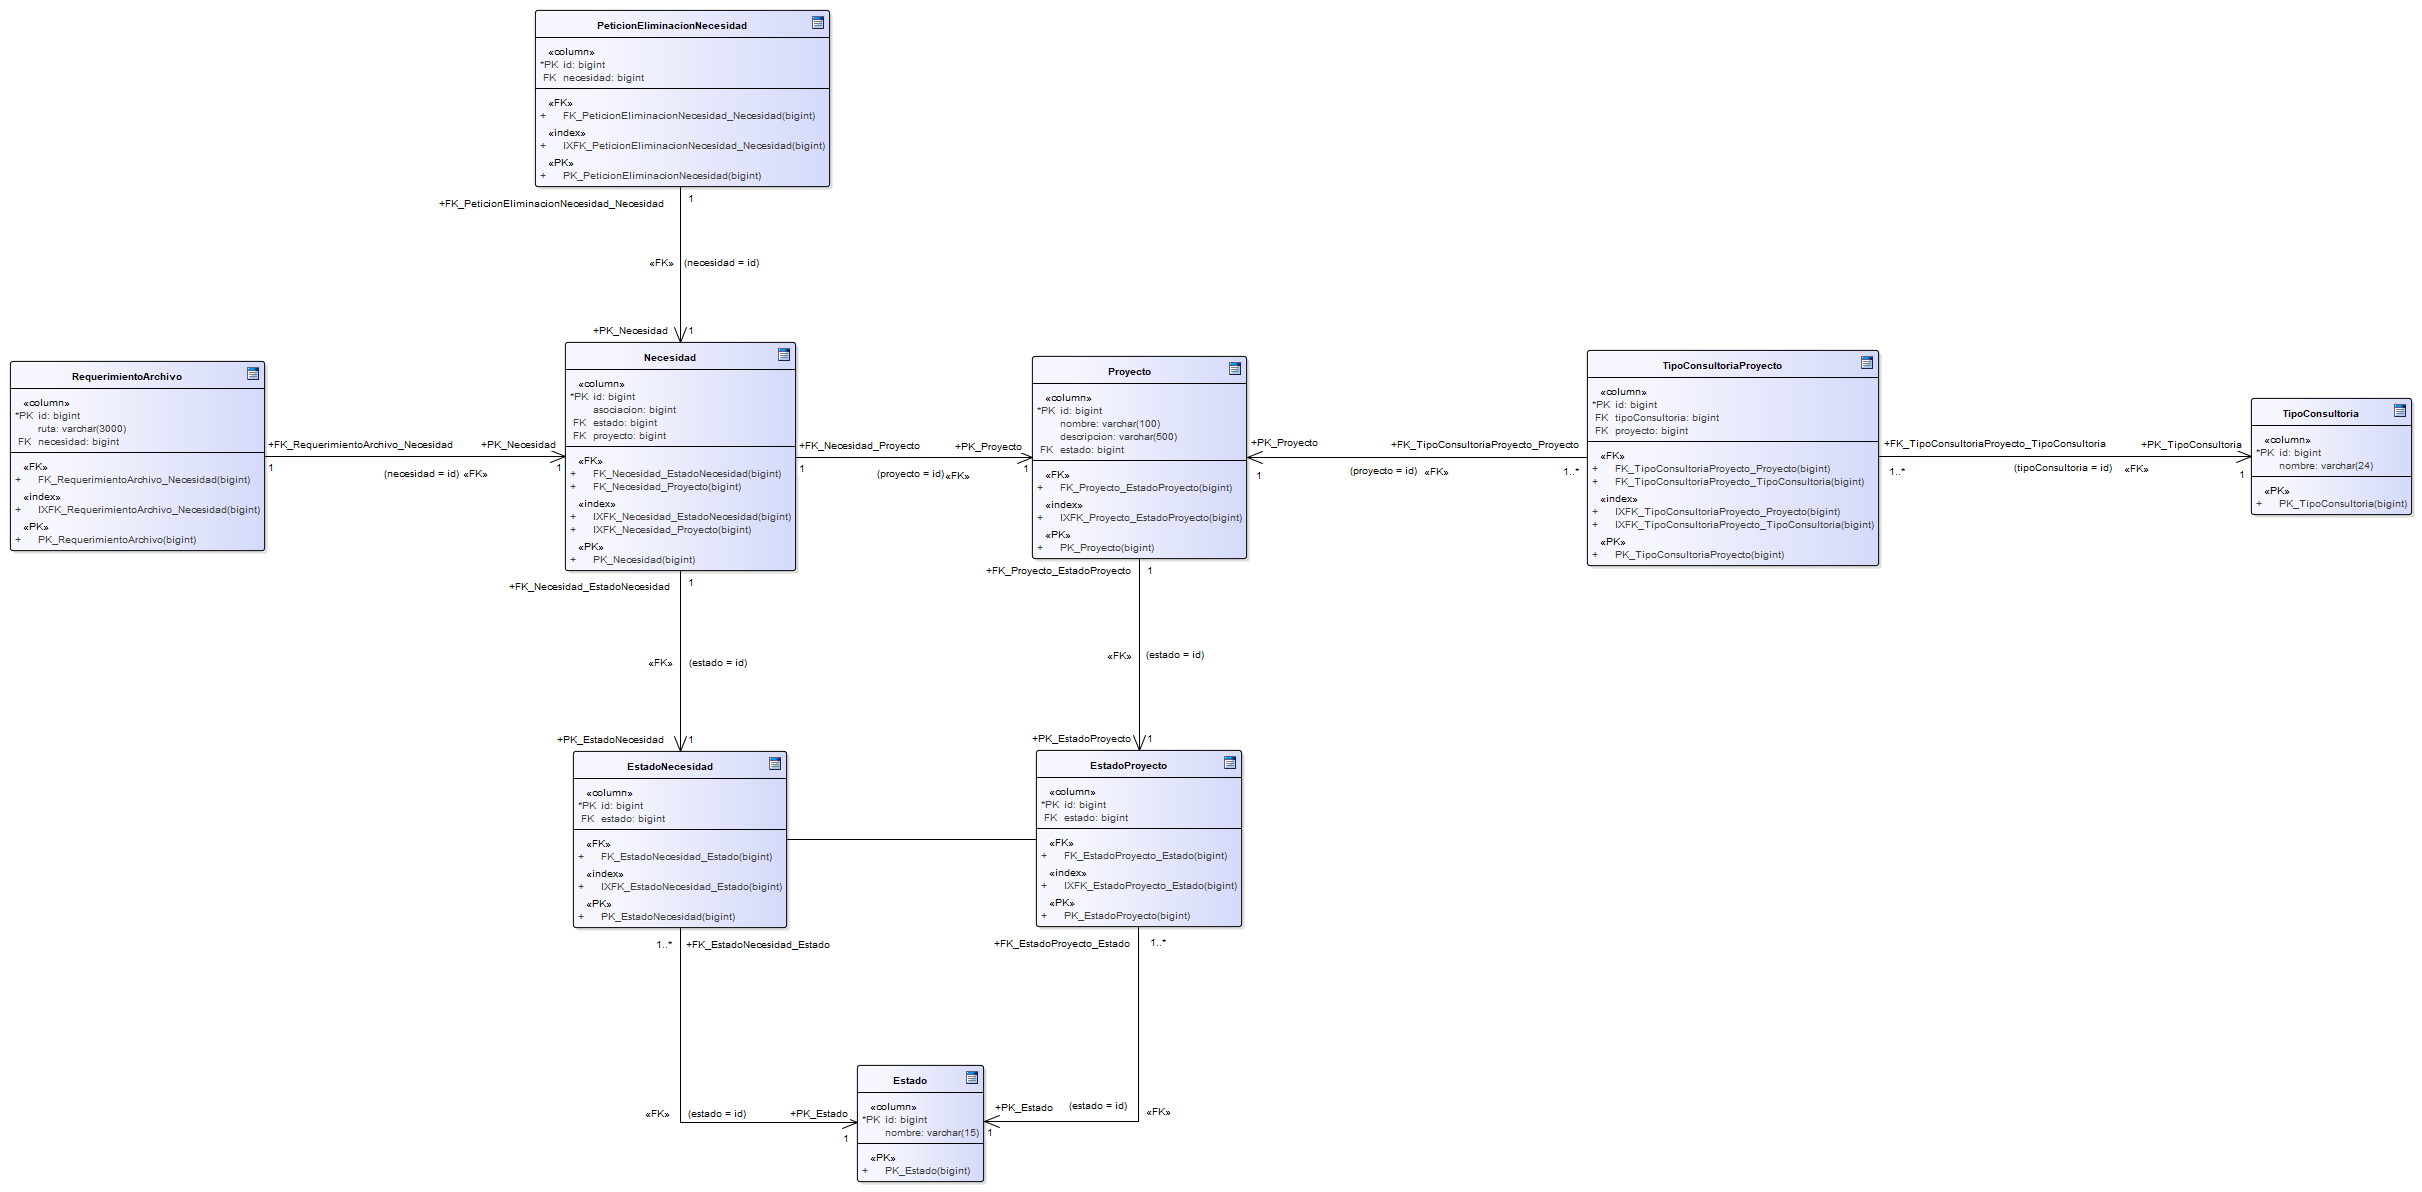 PeticionEliminacionNecesidad
«column»
*PK id: bigint
FK necesidad: bigint
«FK»
+ FK_PeticionEliminacionNecesidad_Necesidad(bigint)
«index»
+ IXFK_PeticionEliminacionNecesidad_Necesidad(bigint)
«PK»
+ PK_PeticionEliminacionNecesidad(bigint)
+FK_PeticionEliminacionNecesidad_Necesidad
1
«FK»
(necesidad = id)
+PK_Necesidad
1
RequerimientoArchivo
«column»
*PK id: bigint
ruta: varchar(3000)
FK necesidad: bigint
«FK»
+ FK_RequerimientoArchivo_Necesidad(bigint)
«index»
+ IXFK_RequerimientoArchivo_Necesidad(bigint)
«PK»
+ PK_RequerimientoArchivo(bigint)
+FK_RequerimientoArchivo_Necesidad
1
(necesidad = id)
«FK»
+PK_Necesidad
1
Necesidad
«column»
*PK id: bigint
asociacion: bigint
FK estado: bigint
FK proyecto: bigint
«FK»
+ FK_Necesidad_EstadoNecesidad(bigint)
+ FK_Necesidad_Proyecto(bigint)
«index»
+ IXFK_Necesidad_EstadoNecesidad(bigint)
+ IXFK_Necesidad_Proyecto(bigint)
«PK»
+ PK_Necesidad(bigint)
+FK_Necesidad_Proyecto
1
(proyecto = id)
«FK»
+PK_Proyecto
1
Proyecto
«column»
*PK id: bigint
nombre: varchar(100)
descripcion: varchar(500)
FK estado: bigint
«FK»
+ FK_Proyecto_EstadoProyecto(bigint)
«index»
+ IXFK_Proyecto_EstadoProyecto(bigint)
«PK»
+ PK_Proyecto(bigint)
+PK_Proyecto
1
(proyecto = id)
«FK»
+FK_TipoConsultoriaProyecto_Proyecto
1..*
TipoConsultoriaProyecto
«column»
*PK id: bigint
FK tipoConsultoria: bigint
FK proyecto: bigint
«FK»
+ FK_TipoConsultoriaProyecto_Proyecto(bigint)
+ FK_TipoConsultoriaProyecto_TipoConsultoria(bigint)
«index»
+ IXFK_TipoConsultoriaProyecto_Proyecto(bigint)
+ IXFK_TipoConsultoriaProyecto_TipoConsultoria(bigint)
«PK»
+ PK_TipoConsultoriaProyecto(bigint)
+FK_TipoConsultoriaProyecto_TipoConsultoria
1..*
(tipoConsultoria = id)
«FK»
+PK_TipoConsultoria
1
TipoConsultoria
«column»
*PK id: bigint
nombre: varchar(24)
«PK»
+ PK_TipoConsultoria(bigint)
+FK_Necesidad_EstadoNecesidad
1
«FK»
(estado = id)
+PK_EstadoNecesidad
1
+FK_Proyecto_EstadoProyecto
1
«FK»
(estado = id)
+PK_EstadoProyecto
1
EstadoNecesidad
«column»
*PK id: bigint
FK estado: bigint
«FK»
+ FK_EstadoNecesidad_Estado(bigint)
«index»
+ IXFK_EstadoNecesidad_Estado(bigint)
«PK»
+ PK_EstadoNecesidad(bigint)
EstadoProyecto
«column»
*PK id: bigint
FK estado: bigint
«FK»
+ FK_EstadoProyecto_Estado(bigint)
«index»
+ IXFK_EstadoProyecto_Estado(bigint)
«PK»
+ PK_EstadoProyecto(bigint)
1..*
+FK_EstadoNecesidad_Estado
«FK»
(estado = id)
+PK_Estado
1
+FK_EstadoProyecto_Estado
1..*
+PK_Estado
(estado = id)
«FK»
1
Estado
«column»
*PK id: bigint
nombre: varchar(15)
«PK»
+ PK_Estado(bigint)